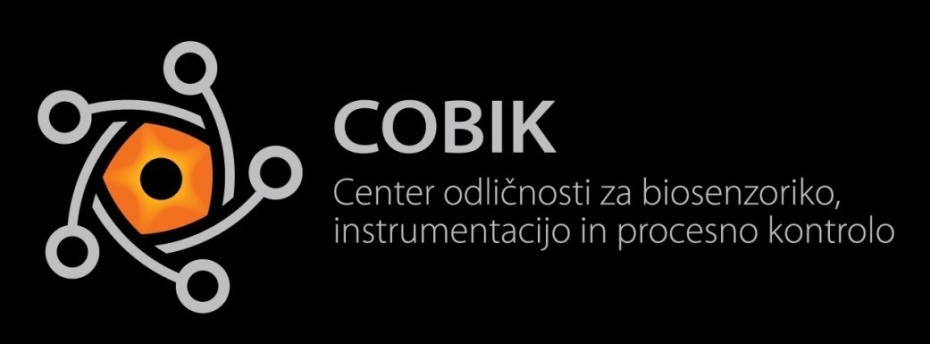 COBIK
Center odličnosti za biosenzoriko,
instrumentacijo in procesno kontrolo